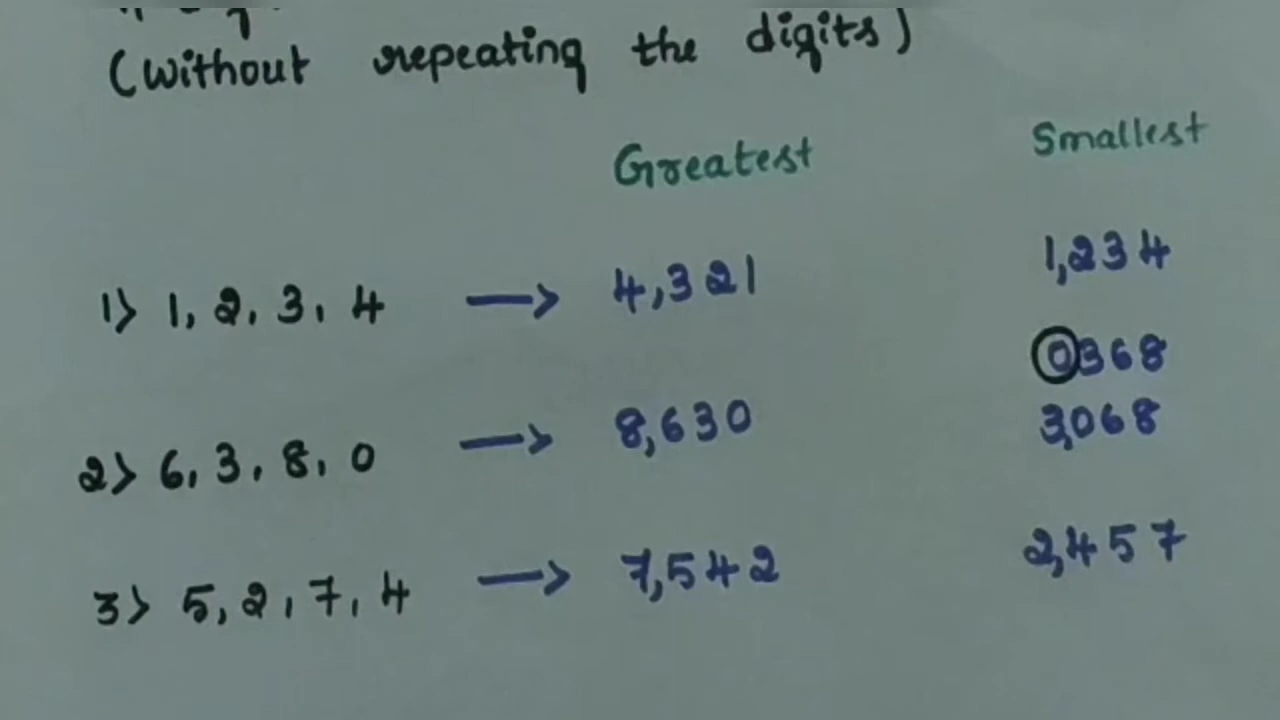 (without repeating the digits)
Greatest Smallest
1) 1, 2, 3, 4 → 4,321 1,234
0368
2) 6, 3, 8, 0 → 8,630 3,068
3) 5, 2, 7, 4 → 7,542 2,457